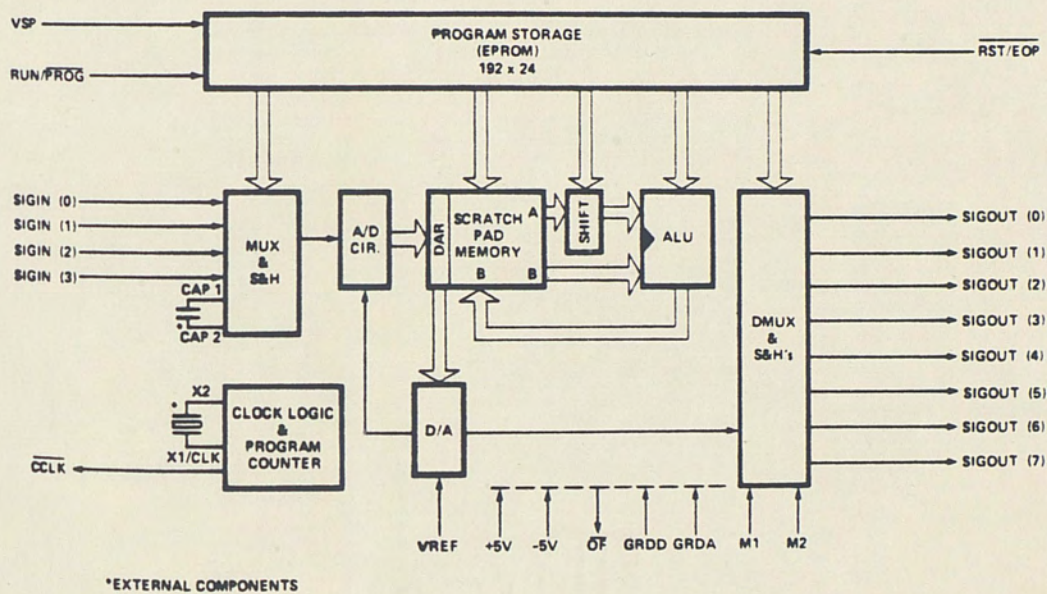 VSP
PROGRAM STORAGE
(EPROM)
192 x 24
RST/EOP
RUN/PROG
SIGIN (0)
SIGIN (1)
SIGIN (2)
SIGIN (3)
CAP 1
*
CAP 2
MUX
&
S&H
A/D
CIR.
DAR
SCRATCH
PAD
MEMORY
A
B
B
SHIFT
ALU
DMUX
&
S&H's
SIGOUT (0)
SIGOUT (1)
SIGOUT (2)
SIGOUT (3)
SIGOUT (4)
SIGOUT (5)
SIGOUT (6)
SIGOUT (7)
*
X2
X1/CLK
CCLK
CLOCK LOGIC
&
PROGRAM
COUNTER
D/A
VREF
+5V
-5V
OF
GRDD
GRDA
M1
M2
*EXTERNAL COMPONENTS